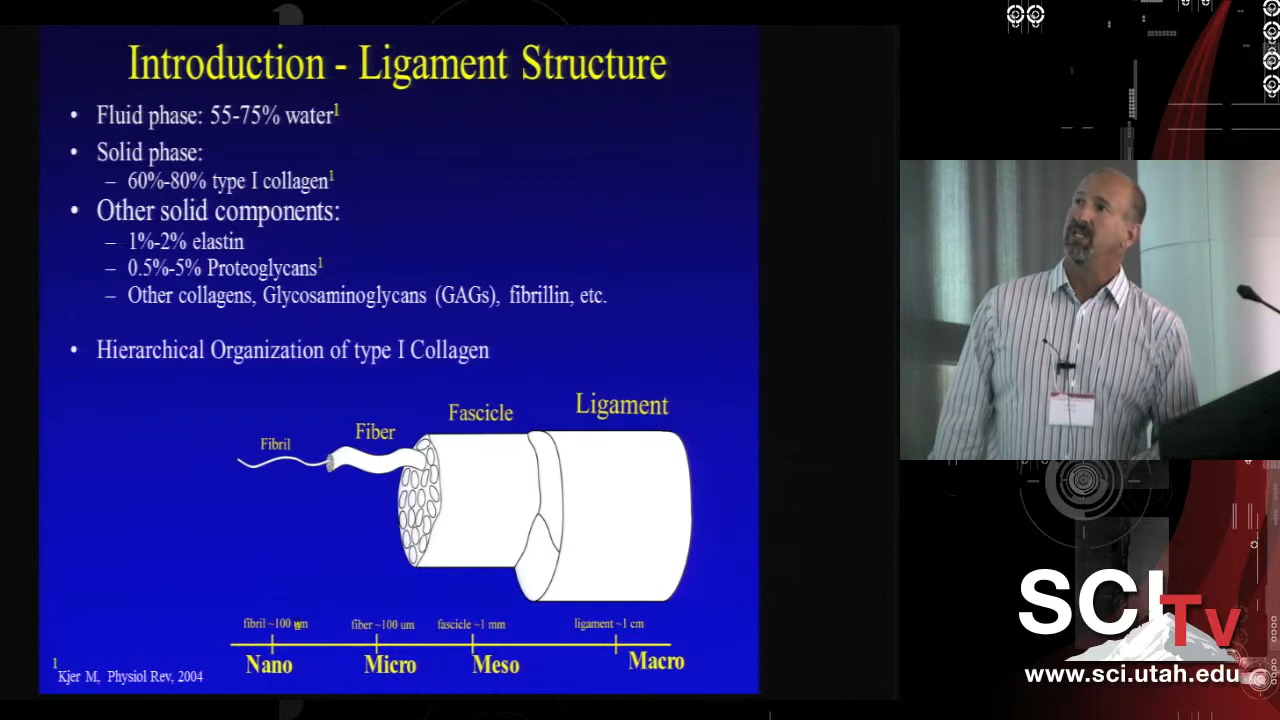 Introduction - Ligament Structure
• Fluid phase: 55-75% water1
• Solid phase:
– 60%-80% type I collagen1
• Other solid components:
– 1%-2% elastin
– 0.5%-5% Proteoglycans1
– Other collagens, Glycosaminoglycans (GAGs), fibrillin, etc.
• Hierarchical Organization of type I Collagen
Fibril
Fiber
Fascicle
Ligament
fibril ~100
fiber ~100 um
fascicle ~1 mm
ligament ~1 cm
Nano
Micro
Meso
Macro
1
Kjer M, Physiol Rev, 2004
SCI
TV
www.sci.utah.edu